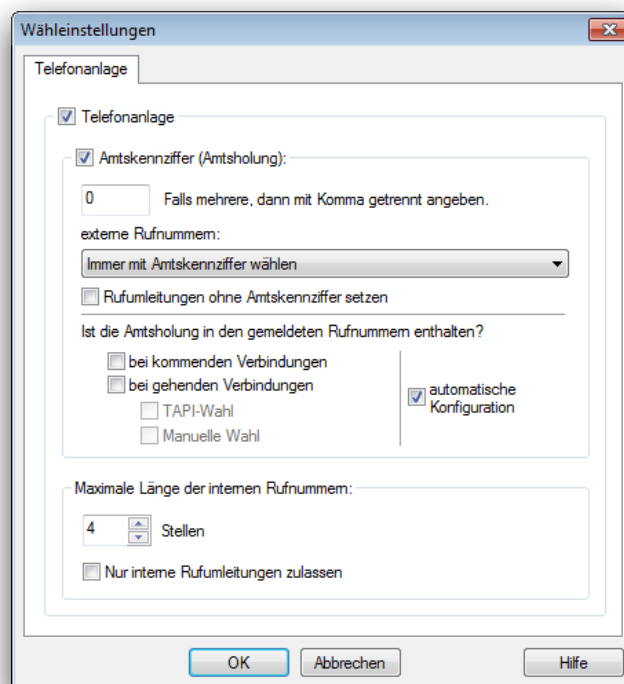 Wähleinstellungen
Telefonanlage
Telefonanlage
Amtskennziffer (Amtsholung):
0 Falls mehrere, dann mit Komma getrennt angeben.
externe Rufnummern:
Immer mit Amtskennziffer wählen
Rufumleitungen ohne Amtskennziffer setzen
Ist die Amtsholung in den gemeldeten Rufnummern enthalten?
bei kommenden Verbindungen
bei gehenden Verbindungen
TAPI-Wahl
Manuelle Wahl
automatische
Konfiguration
Maximale Länge der internen Rufnummern:
4 Stellen
Nur interne Rufumleitungen zulassen
OK Abbrechen Hilfe